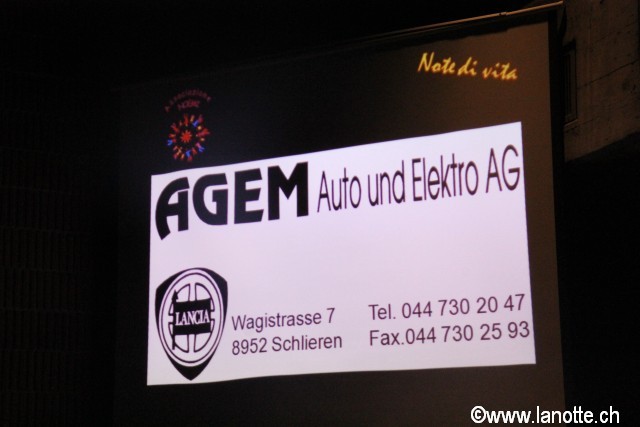 Note di vita
AGEM Auto und Elektro AG
LANCIA
Wagistrasse 7
8952 Schlieren
Tel. 044 730 20 47
Fax.044 730 25 93
©www.lanotte.ch